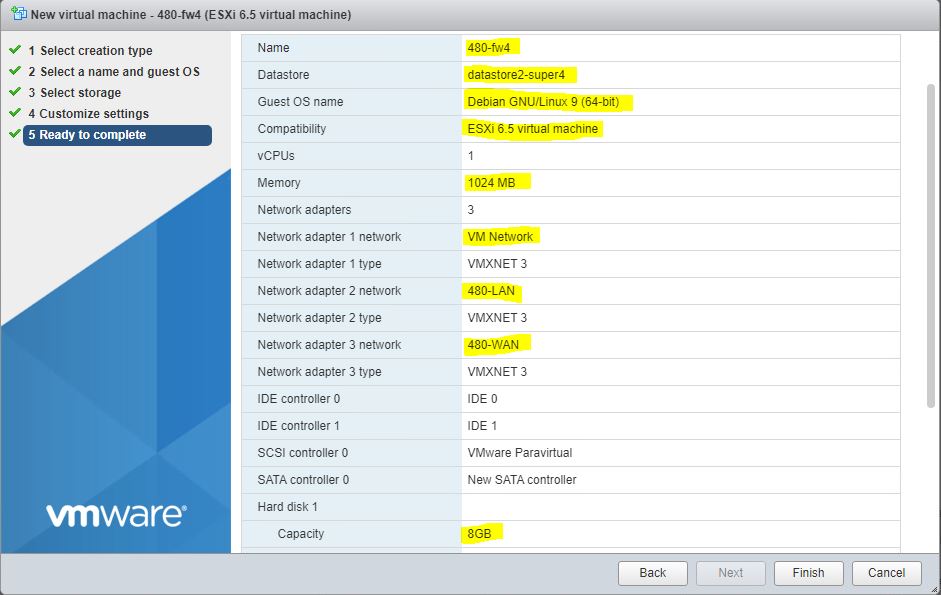 New virtual machine - 480-fw4 (ESXi 6.5 virtual machine)
1 Select creation type
2 Select a name and guest OS
3 Select storage
4 Customize settings
5 Ready to complete
Name 480-fw4
Datastore datastore2-super4
Guest OS name Debian GNU/Linux 9 (64-bit)
Compatibility ESXi 6.5 virtual machine
vCPUs 1
Memory 1024 MB
Network adapters 3
Network adapter 1 network VM Network
Network adapter 1 type VMXNET 3
Network adapter 2 network 480-LAN
Network adapter 2 type VMXNET 3
Network adapter 3 network 480-WAN
Network adapter 3 type VMXNET 3
IDE controller 0 IDE 0
IDE controller 1 IDE 1
SCSI controller 0 VMware Paravirtual
SATA controller 0 New SATA controller
Hard disk 1
Capacity 8GB
vmware®
Back Next Finish Cancel